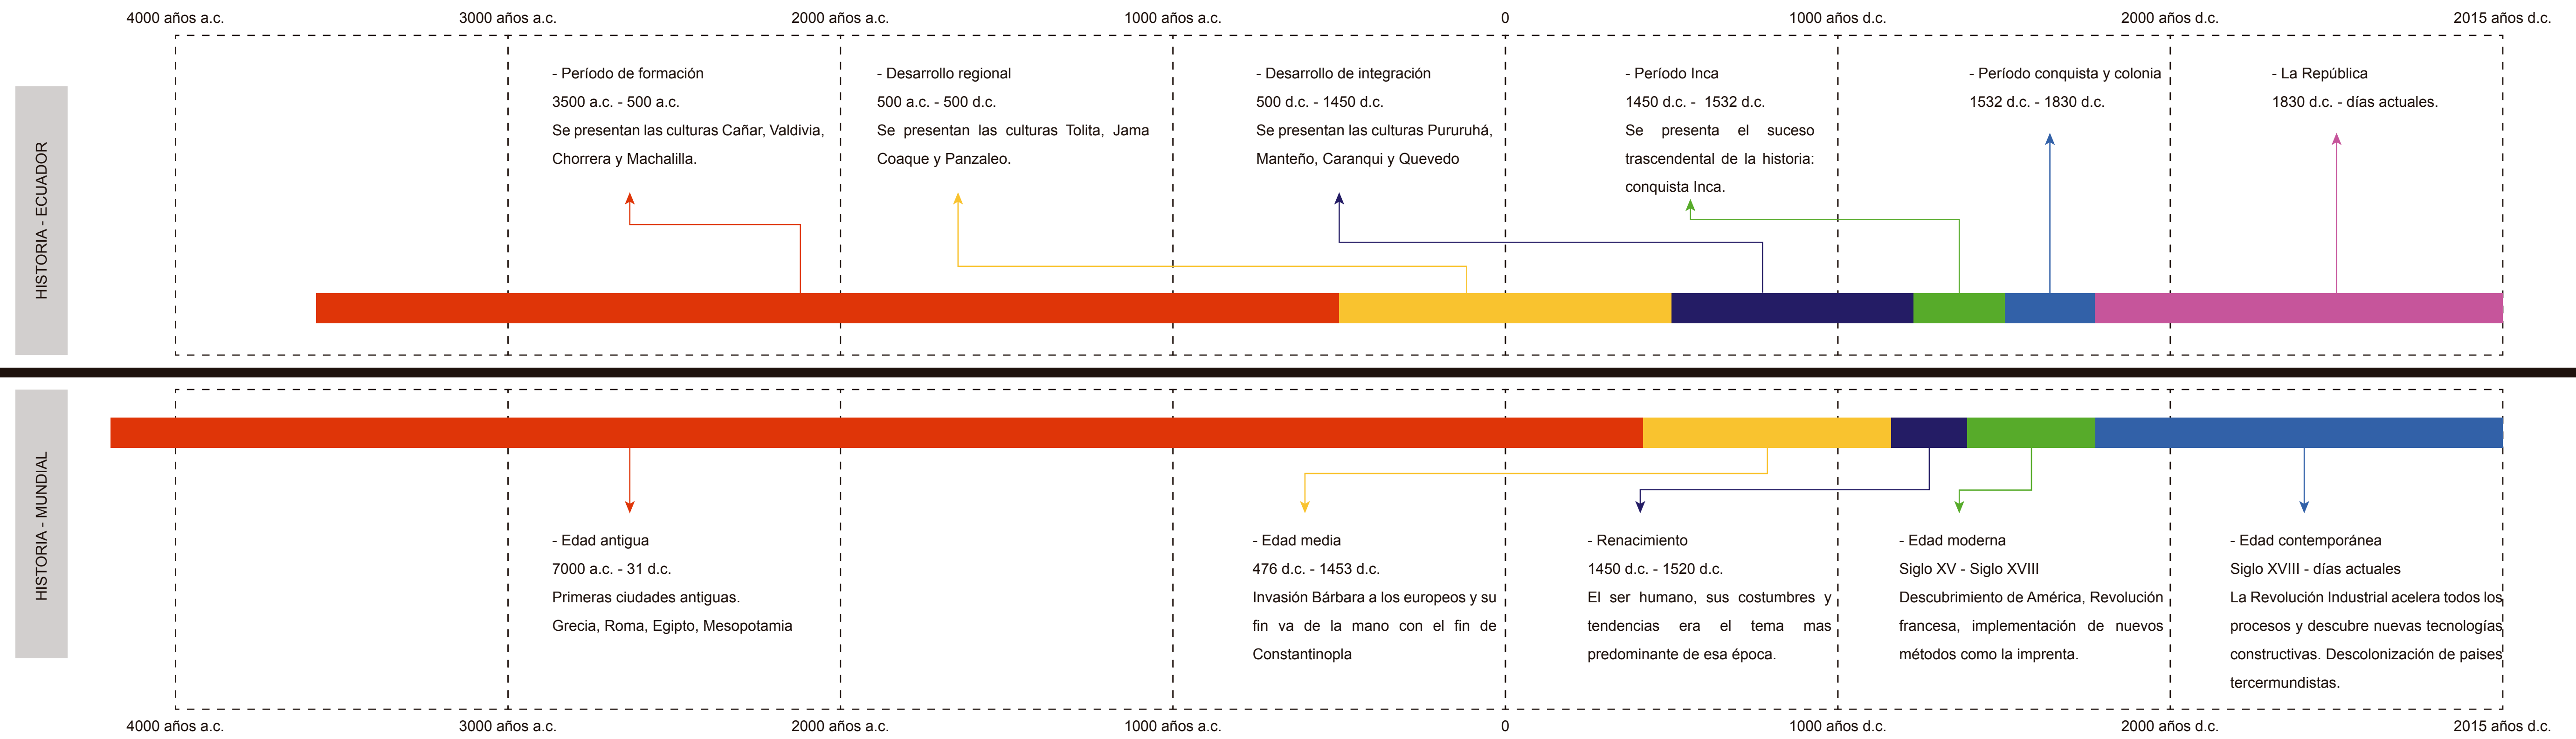 4000 años a.c.
3000 años a.c.
2000 años a.c.
1000 años a.c.
0
1000 años d.c.
2000 años d.c.
2015 años d.c.
HISTORIA - ECUADOR
- Período de formación
3500 a.c. - 500 a.c.
Se presentan las culturas Cañar, Valdivia,
Chorrera y Machalilla.
- Desarrollo regional
500 a.c. - 500 d.c.
Se presentan las culturas Tolita, Jama
Coaque y Panzaleo.
- Desarrollo de integración
500 d.c. - 1450 d.c.
Se presentan las culturas Pururuhá,
Manteño, Caranqui y Quevedo
- Período Inca
1450 d.c. - 1532 d.c.
Se presenta el suceso
trascendental de la historia:
conquista Inca.
- Período conquista y colonia
1532 d.c. - 1830 d.c.
- La República
1830 d.c. - días actuales.
HISTORIA - MUNDIAL
- Edad antigua
7000 a.c. - 31 d.c.
Primeras ciudades antiguas.
Grecia, Roma, Egipto, Mesopotamia
- Edad media
476 d.c. - 1453 d.c.
Invasión Bárbara a los europeos y su
fin va de la mano con el fin de
Constantinopla
- Renacimiento
1450 d.c. - 1520 d.c.
El ser humano, sus costumbres y
tendencias era el tema mas
predominante de esa época.
- Edad moderna
Siglo XV - Siglo XVIII
Descubrimiento de América, Revolución
francesa, implementación de nuevos
métodos como la imprenta.
- Edad contemporánea
Siglo XVIII - días actuales
La Revolución Industrial acelera todos los
procesos y descubre nuevas tecnologías
constructivas. Descolonización de paises
tercermundistas.
4000 años a.c.
3000 años a.c.
2000 años a.c.
1000 años a.c.
0
1000 años d.c.
2000 años d.c.
2015 años d.c.